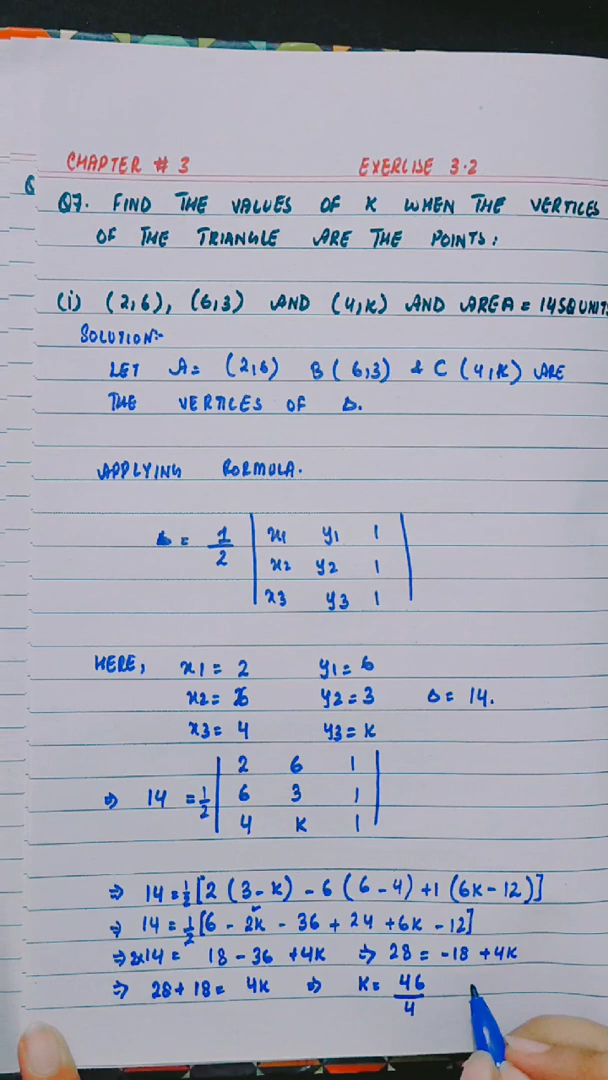 CHAPTER # 3 EXERCISE 3.2
Q7. FIND THE VALUES OF K WHEN THE VERTICES
OF THE TRIANGLE ARE THE POINTS:
(i) (2,6), (6,3) AND (4,K) AND AREA = 14 SQ UNITS
SOLUTION:-
LET A= (2,6) B (6,3) & C (4,K) ARE
THE VERTICES OF Δ.
APPLYING FORMULA.
Δ = 1/2 | x1 y1 1
x2 y2 1
x3 y3 1 |
HERE, x1 = 2 y1 = 6
x2 = 6 y2 = 3 Δ = 14.
x3 = 4 y3 = K
| 2 6 1 |
⇒ 14 = 1/2 | 6 3 1 |
| 4 K 1 |
⇒ 14 = 1/2 [2 (3 - K) - 6 (6 - 4) + 1 (6K - 12)]
⇒ 14 = 1/2 [6 - 2K - 36 + 24 + 6K - 12]
⇒ 2x14 = 18 - 36 + 4K ⇒ 28 = -18 + 4K
⇒ 28 + 18 = 4K ⇒ K = 46/4